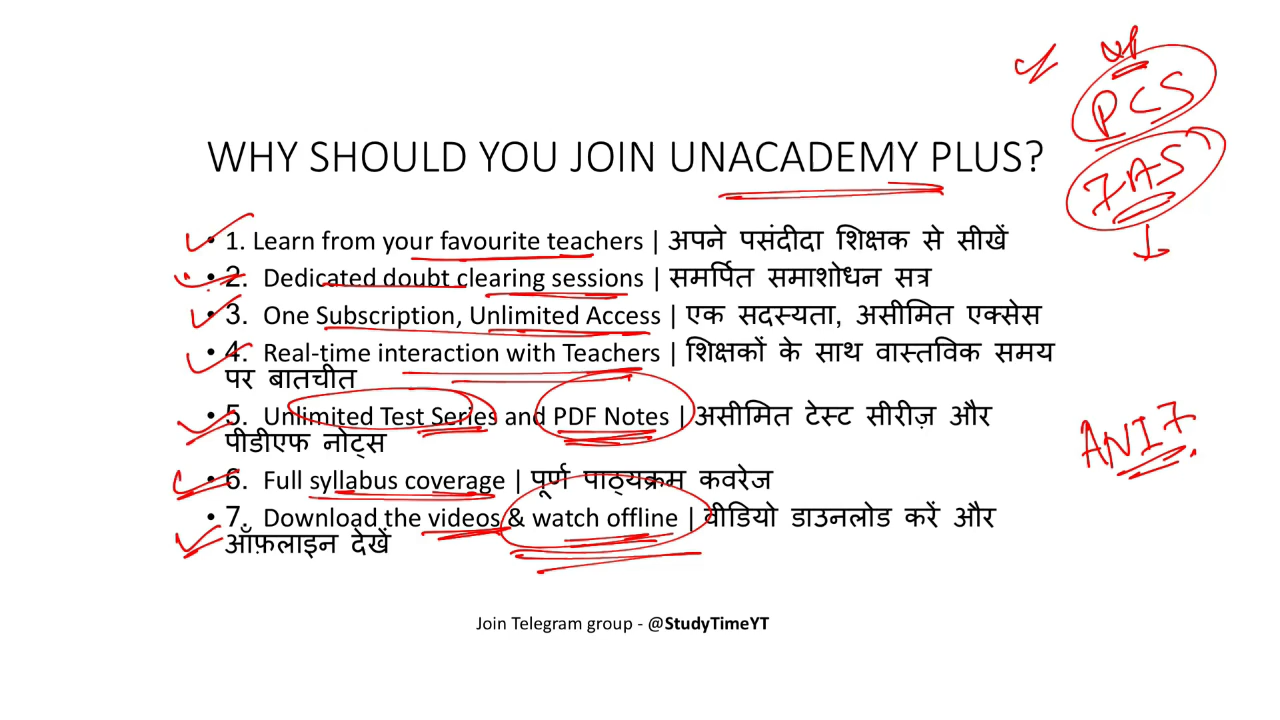 UP
PCS
IAS
WHY SHOULD YOU JOIN UNACADEMY PLUS?
• 1. Learn from your favourite teachers | अपने पसंदीदा शिक्षक से सीखें
• 2. Dedicated doubt clearing sessions | समर्पित समाशोधन सत्र
• 3. One Subscription, Unlimited Access | एक सदस्यता, असीमित एक्सेस
• 4. Real-time interaction with Teachers | शिक्षकों के साथ वास्तविक समय
पर बातचीत
• 5. Unlimited Test Series and PDF Notes | असीमित टेस्ट सीरीज़ और
पीडीएफ नोट्स
• 6. Full syllabus coverage | पूर्ण पाठ्यक्रम कवरेज
• 7. Download the videos & watch offline | वीडियो डाउनलोड करें और
ऑफ़लाइन देखें
Join Telegram group - @StudyTimeYT